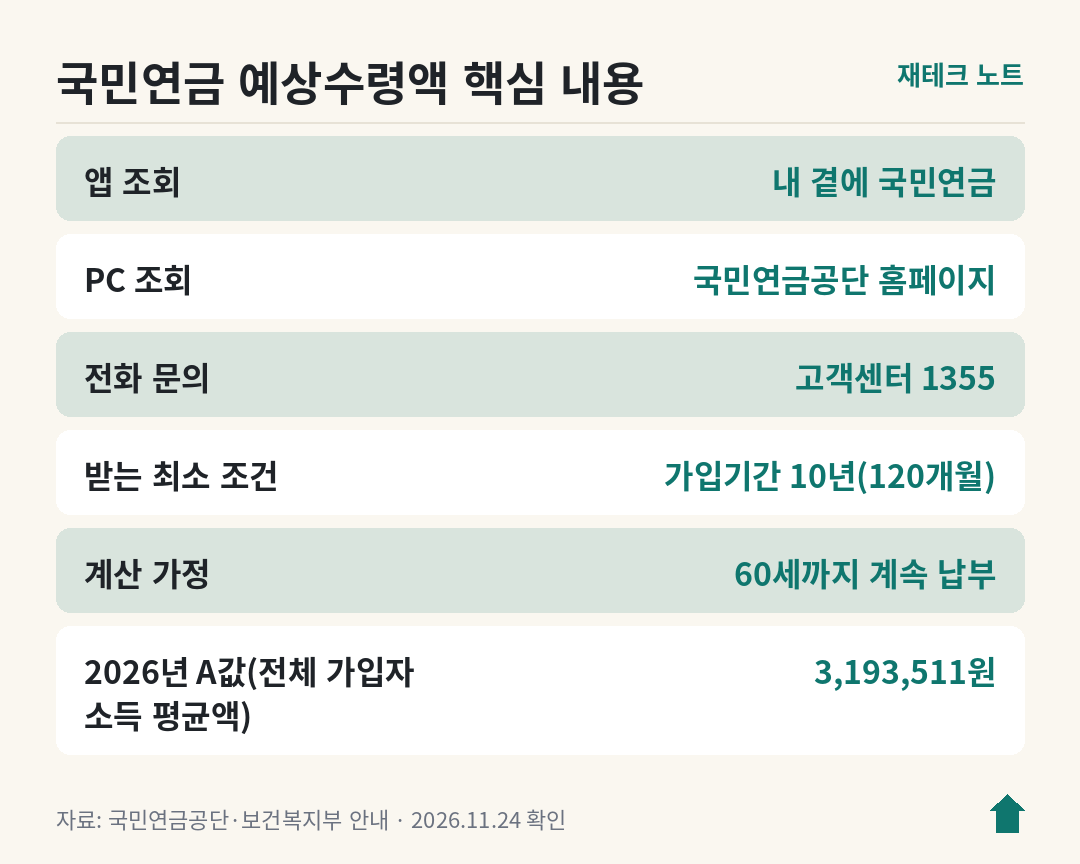 국민연금 예상수령액 핵심 내용
재테크 노트
앱 조회
내 곁에 국민연금
PC 조회
국민연금공단 홈페이지
전화 문의
고객센터 1355
받는 최소 조건
가입기간 10년(120개월)
계산 가정
60세까지 계속 납부
2026년 A값(전체 가입자
소득 평균액)
3,193,511원
자료: 국민연금공단·보건복지부 안내 · 2026.11.24 확인